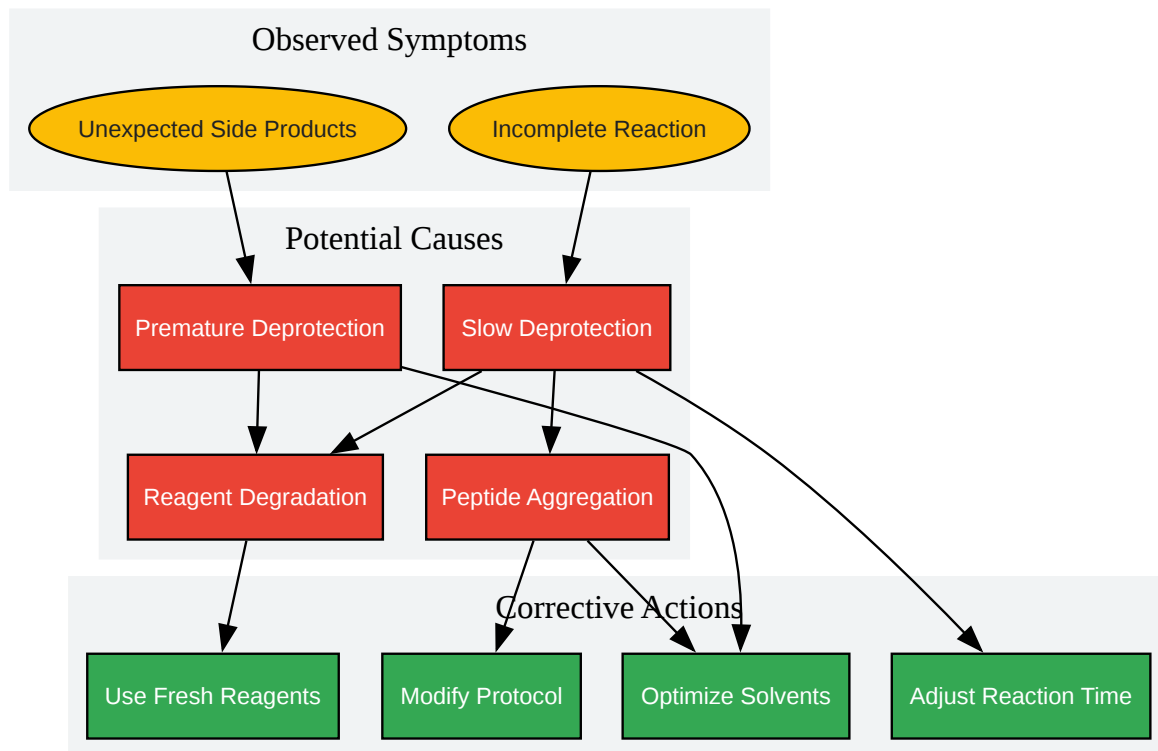 Observed Symptoms
Unexpected Side Products
Incomplete Reaction
Potential Causes
Premature Deprotection
Slow Deprotection
Reagent Degradation
Peptide Aggregation
Corrective Actions
Use Fresh Reagents
Modify Protocol
Optimize Solvents
Adjust Reaction Time